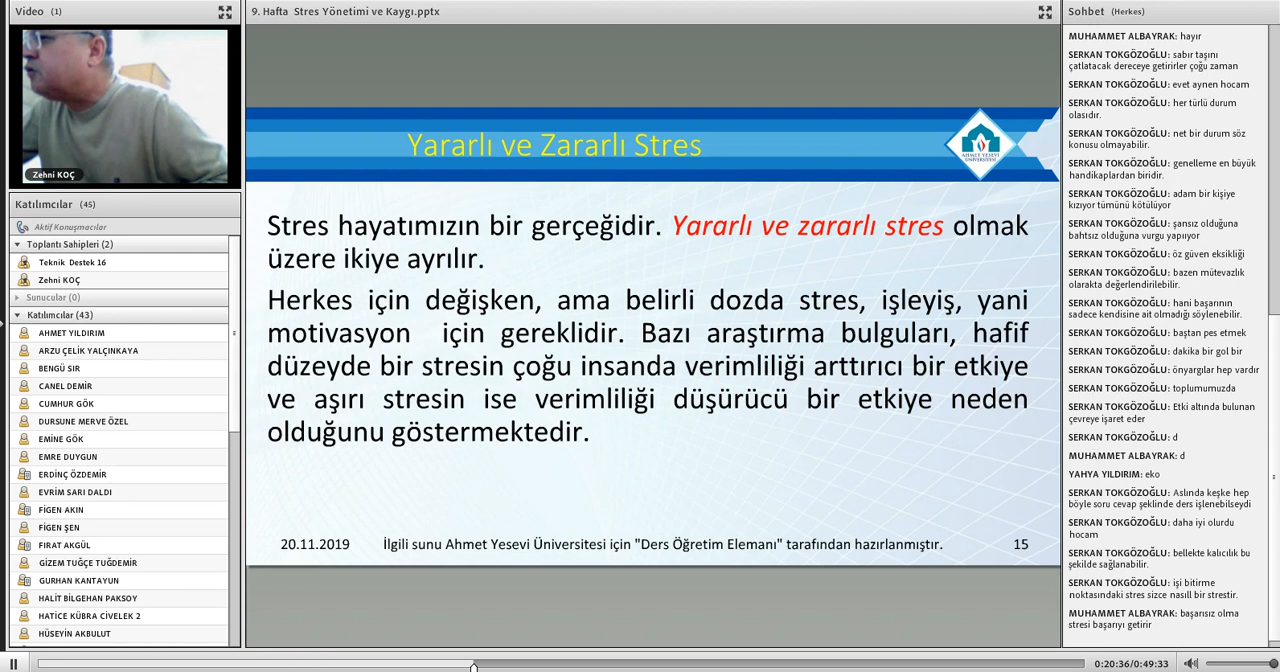 Video (1)
Zehni KOÇ
Katılımcılar (45)
Aktif Konuşmacılar
Toplantı Sahipleri (2)
Teknik Destek 16
Zehni KOÇ
Sunucular (0)
Katılımcılar (43)
AHMET YILDIRIM
ARZU ÇELİK YALÇINKAYA
BENGÜ SIR
CANEL DEMİR
CUMHUR GÖK
DURSUNE MERVE ÖZEL
EMİNE GÖK
EMRE DUYGUN
ERDİNÇ ÖZDEMİR
EVRİM SARI DALDI
FİGEN AKIN
FİGEN ŞEN
FIRAT AKGÜL
GİZEM TUĞÇE TUĞDEMİR
GURHAN KANTAYUN
HALİT BİLGEHAN PAKSOY
HATİCE KÜBRA CİVELEK 2
HÜSEYİN AKBULUT
9. Hafta Stres Yönetimi ve Kaygı.pptx
Yararlı ve Zararlı Stres
AHMET YESEVİ
ÜNİVERSİTESİ
Stres hayatımızın bir gerçeğidir. Yararlı ve zararlı stres olmak
üzere ikiye ayrılır.
Herkes için değişken, ama belirli dozda stres, işleyiş, yani
motivasyon için gereklidir. Bazı araştırma bulguları, hafif
düzeyde bir stresin çoğu insanda verimliliği arttırıcı bir etkiye
ve aşırı stresin ise verimliliği düşürücü bir etkiye neden
olduğunu göstermektedir.
20.11.2019 İlgili sunu Ahmet Yesevi Üniversitesi için "Ders Öğretim Elemanı" tarafından hazırlanmıştır. 15
Sohbet (Herkes)
MUHAMMET ALBAYRAK: hayır
SERKAN TOKGÖZOĞLU: sabır taşını
çatlatacak dereceye getirirler çoğu zaman
SERKAN TOKGÖZOĞLU: evet aynen hocam
SERKAN TOKGÖZOĞLU: her türlü durum
olasıdır.
SERKAN TOKGÖZOĞLU: net bir durum söz
konusu olmayabilir.
SERKAN TOKGÖZOĞLU: genelleme en büyük
handikaplardan biridir.
SERKAN TOKGÖZOĞLU: adam bir kişiye
kızıyor tümünü kötülüyor
SERKAN TOKGÖZOĞLU: şansız olduğuna
bahtsız olduğuna vurgu yapıyor
SERKAN TOKGÖZOĞLU: öz güven eksikliği
SERKAN TOKGÖZOĞLU: bazen mütevazlık
olarakta değerlendirilebilir.
SERKAN TOKGÖZOĞLU: hani başarının
sadece kendisine ait olmadığı söylenebilir.
SERKAN TOKGÖZOĞLU: baştan pes etmek
SERKAN TOKGÖZOĞLU: dakika bir gol bir
SERKAN TOKGÖZOĞLU: önyargılar hep vardır
SERKAN TOKGÖZOĞLU: toplumumuzda
SERKAN TOKGÖZOĞLU: Etki altında bulunan
çevreye işaret eder
SERKAN TOKGÖZOĞLU: d
MUHAMMET ALBAYRAK: d
YAHYA YILDIRIM: eko
SERKAN TOKGÖZOĞLU: Aslında keşke hep
böyle soru cevap şeklinde ders işlenebilseydi
SERKAN TOKGÖZOĞLU: daha iyi olurdu
hocam
SERKAN TOKGÖZOĞLU: bellekte kalıcılık bu
şekilde sağlanabilir.
SERKAN TOKGÖZOĞLU: işi bitirme
noktasındaki stres sizce nasıll bir strestir.
MUHAMMET ALBAYRAK: başarısız olma
stresi başarıyı getirir
0:20:36/0:49:33